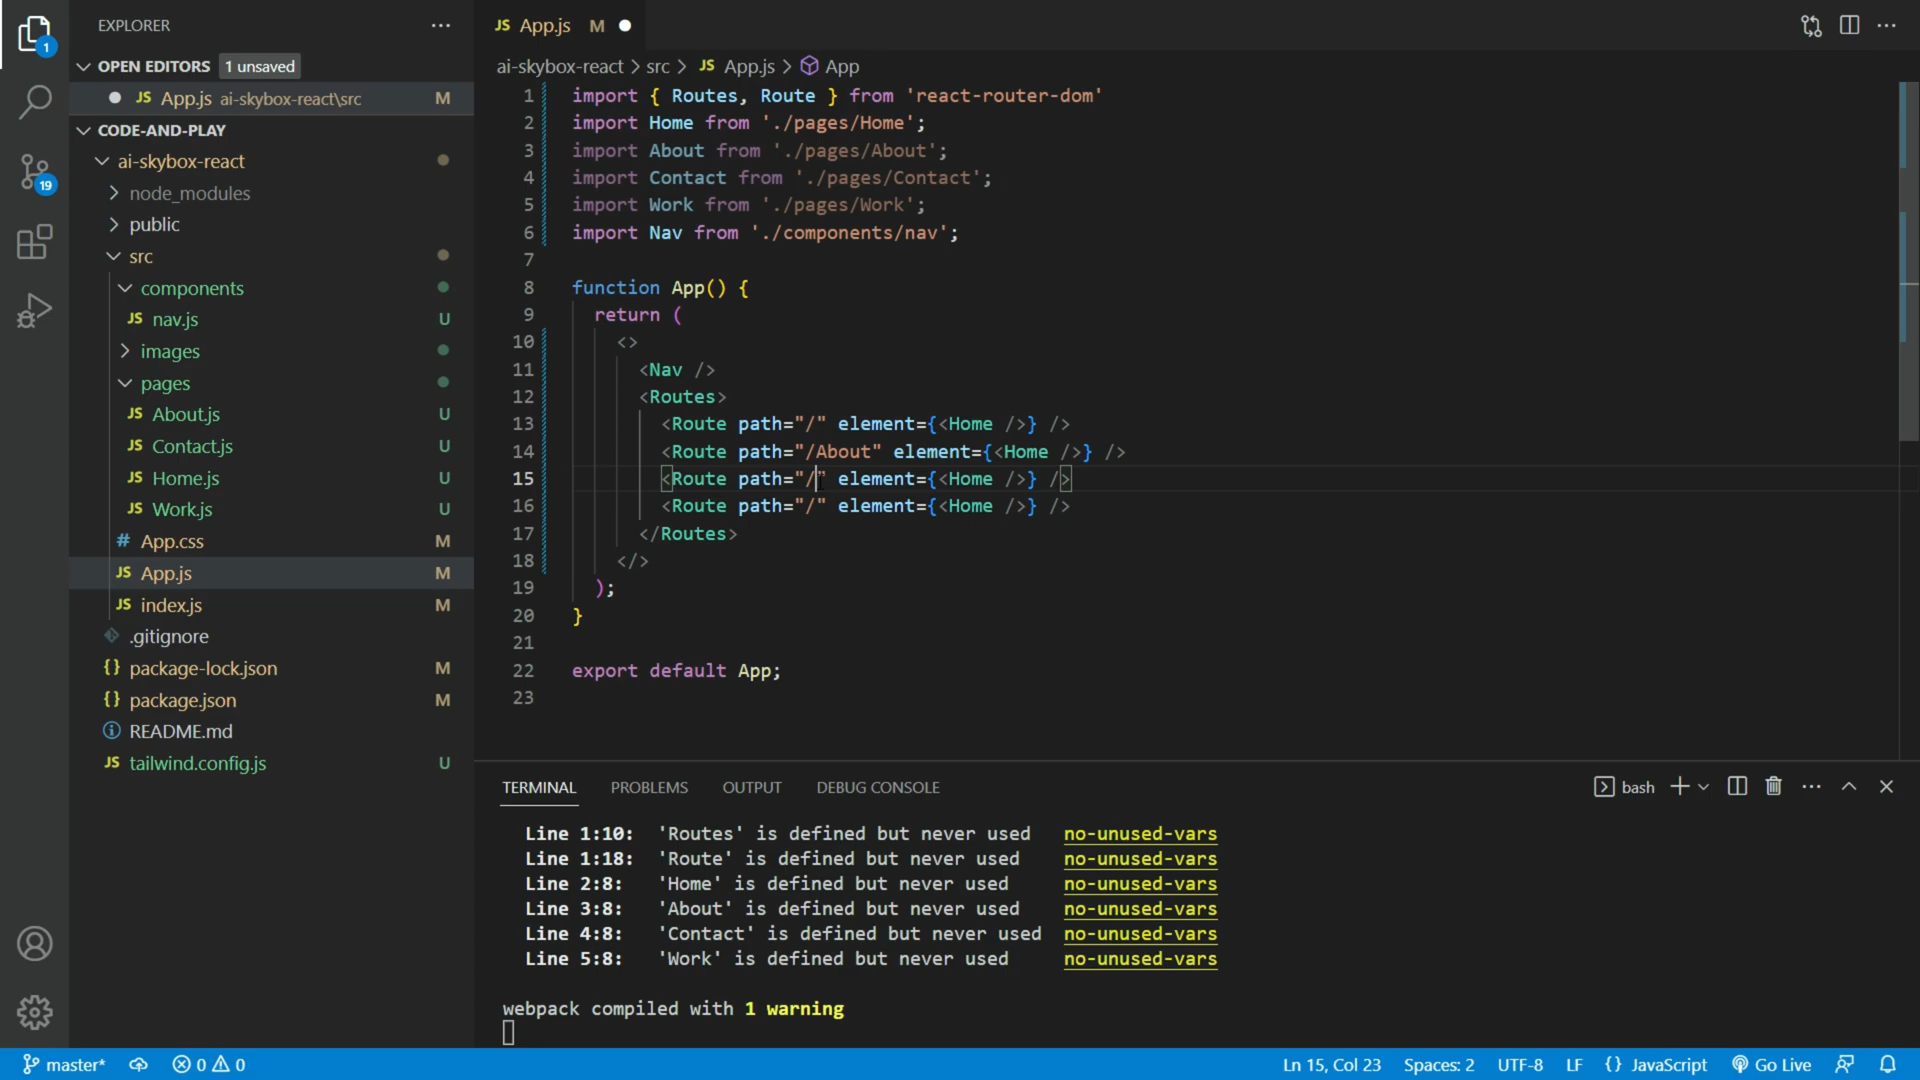 EXPLORER
OPEN EDITORS 1 unsaved
JS App.js ai-skybox-react\src M
CODE-AND-PLAY
ai-skybox-react
node_modules
public
src
components
JS nav.js U
images
pages
JS About.js U
JS Contact.js U
JS Home.js U
JS Work.js U
# App.css M
JS App.js M
JS index.js M
.gitignore
{} package-lock.json M
{} package.json M
README.md
JS tailwind.config.js U
1
19
JS App.js M
ai-skybox-react > src > JS App.js > App
1 import { Routes, Route } from 'react-router-dom'
2 import Home from './pages/Home';
3 import About from './pages/About';
4 import Contact from './pages/Contact';
5 import Work from './pages/Work';
6 import Nav from './components/nav';
7
8 function App() {
9 return (
10 <>
11 <Nav />
12 <Routes>
13 <Route path="/" element={<Home />} />
14 <Route path="/About" element={<Home />} />
15 <Route path="/" element={<Home />} />
16 <Route path="/" element={<Home />} />
17 </Routes>
18 </>
19 );
20 }
21
22 export default App;
23
TERMINAL PROBLEMS OUTPUT DEBUG CONSOLE bash
Line 1:10: 'Routes' is defined but never used no-unused-vars
Line 1:18: 'Route' is defined but never used no-unused-vars
Line 2:8: 'Home' is defined but never used no-unused-vars
Line 3:8: 'About' is defined but never used no-unused-vars
Line 4:8: 'Contact' is defined but never used no-unused-vars
Line 5:8: 'Work' is defined but never used no-unused-vars
webpack compiled with 1 warning
master* 0 0 Ln 15, Col 23 Spaces: 2 UTF-8 LF {} JavaScript Go Live